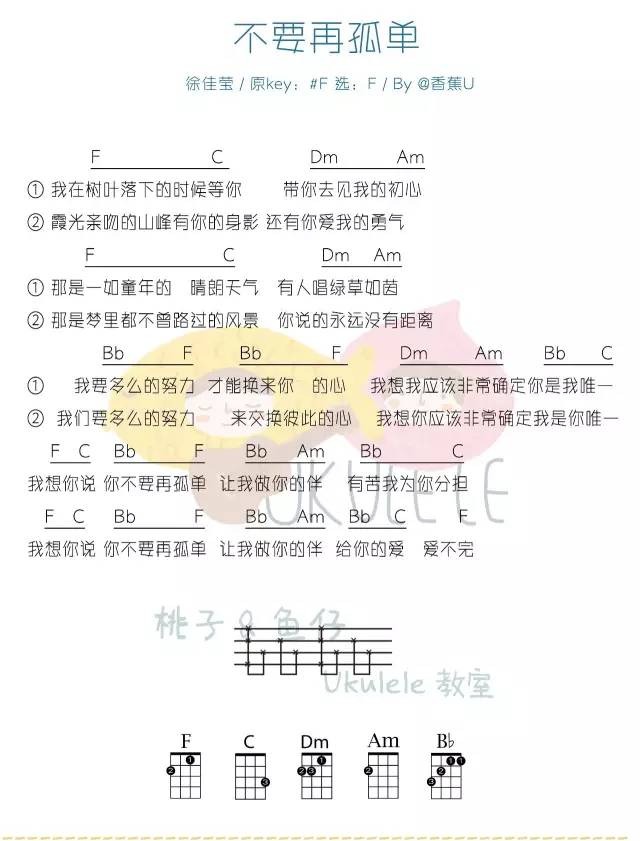 不要再孤单
徐佳莹 / 原key：#F 选：F / By @香蕉U
F C Dm Am
① 我在树叶落下的时候等你 带你去见我的初心
② 霞光亲吻的山峰有你的身影 还有你爱我的勇气
F C Dm Am
① 那是一如童年的 晴朗天气 有人唱绿草如茵
② 那是梦里都不曾路过的风景 你说的永远没有距离
Bb F Bb F Dm Am Bb C
① 我要多么的努力 才能换来你 的心 我想我应该非常确定你是我唯一
② 我们要多么的努力 来交换彼此的心 我想你应该非常确定我是你唯一
F C Bb F Bb Am Bb C
我想你说 你不要再孤单 让我做你的伴 有苦我为你分担
UKULELE
F C Bb F Bb Am Bb C F
我想你说 你不要再孤单 让我做你的伴 给你的爱 爱不完
桃子 & 鱼仔
Ukulele 教室
F C Dm Am B♭
2 1 3 2 3 1 2 3 2 1 1